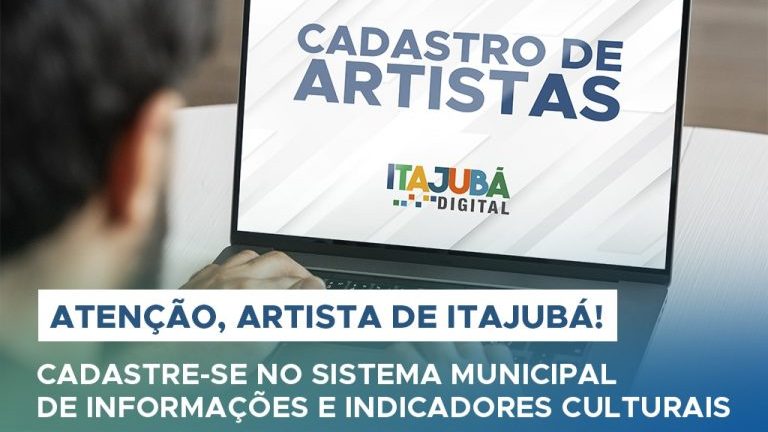 CADASTRO DE
ARTISTAS
ITAJUBÁ
DIGITAL
ATENÇÃO, ARTISTA DE ITAJUBÁ!
CADASTRE-SE NO SISTEMA MUNICIPAL
DE INFORMAÇÕES E INDICADORES CULTURAIS